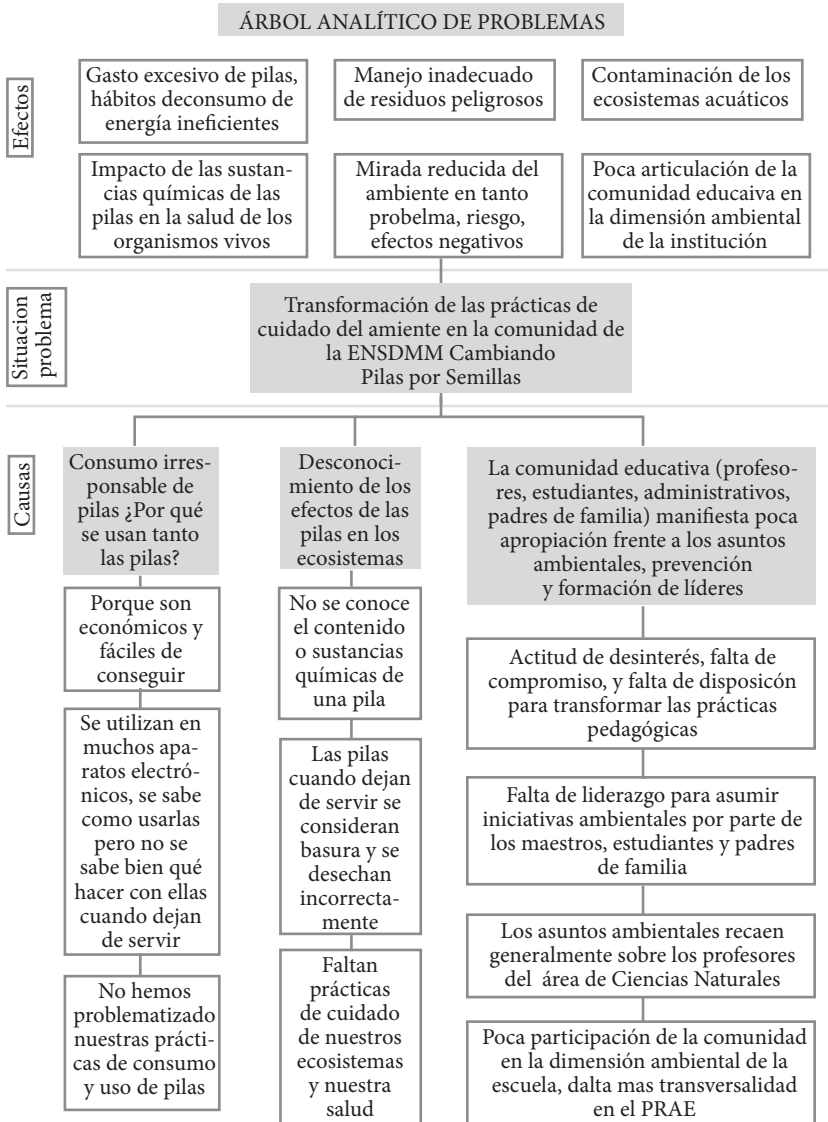 ÁRBOL ANALÍTICO DE PROBLEMAS
Efectos
Gasto excesivo de pilas,
hábitos deconsumo de
energía ineficientes
Manejo inadecuado
de residuos peligrosos
Contaminación de los
ecosistemas acuáticos
Impacto de las sustan-
cias químicas de las
pilas en la salud de los
organismos vivos
Mirada reducida del
ambiente en tanto
probelma, riesgo,
efectos negativos
Poca articulación de la
comunidad educaiva en
la dimensión ambiental
de la institución
Situacion
problema
Transformación de las prácticas de
cuidado del amiente en la comunidad de
la ENSDMM Cambiando
Pilas por Semillas
Causas
Consumo irres-
ponsable de
pilas ¿Por qué
se usan tanto
las pilas?
Porque son
económicos y
fáciles de
conseguir
Se utilizan en
muchos apa-
ratos electró-
nicos, se sabe
como usarlas
pero no se
sabe bien qué
hacer con ellas
cuando dejan
de servir
No hemos
problematizado
nuestras prácti-
cas de consumo
y uso de pilas
Desconoci-
miento de los
efectos de las
pilas en los
ecosistemas
No se conoce
el contenido
o sustancias
químicas de
una pila
Las pilas
cuando dejan
de servir se
consideran
basura y se
desechan
incorrecta-
mente
Faltan
prácticas
de cuidado
de nuestros
ecosistemas
y nuestra
salud
La comunidad educativa (profeso-
res, estudiantes, administrativos,
padres de familia) manifiesta poca
apropiación frente a los asuntos
ambientales, prevención
y formación de líderes
Actitud de desinterés, falta de
compromiso, y falta de disposicón
para transformar las prácticas
pedagógicas
Falta de liderazgo para asumir
iniciativas ambientales por parte de
los maestros, estudiantes y padres
de familia
Los asuntos ambientales recaen
generalmente sobre los profesores
del área de Ciencias Naturales
Poca participación de la comunidad
en la dimensión ambiental de la
escuela, dalta mas transversalidad
en el PRAE